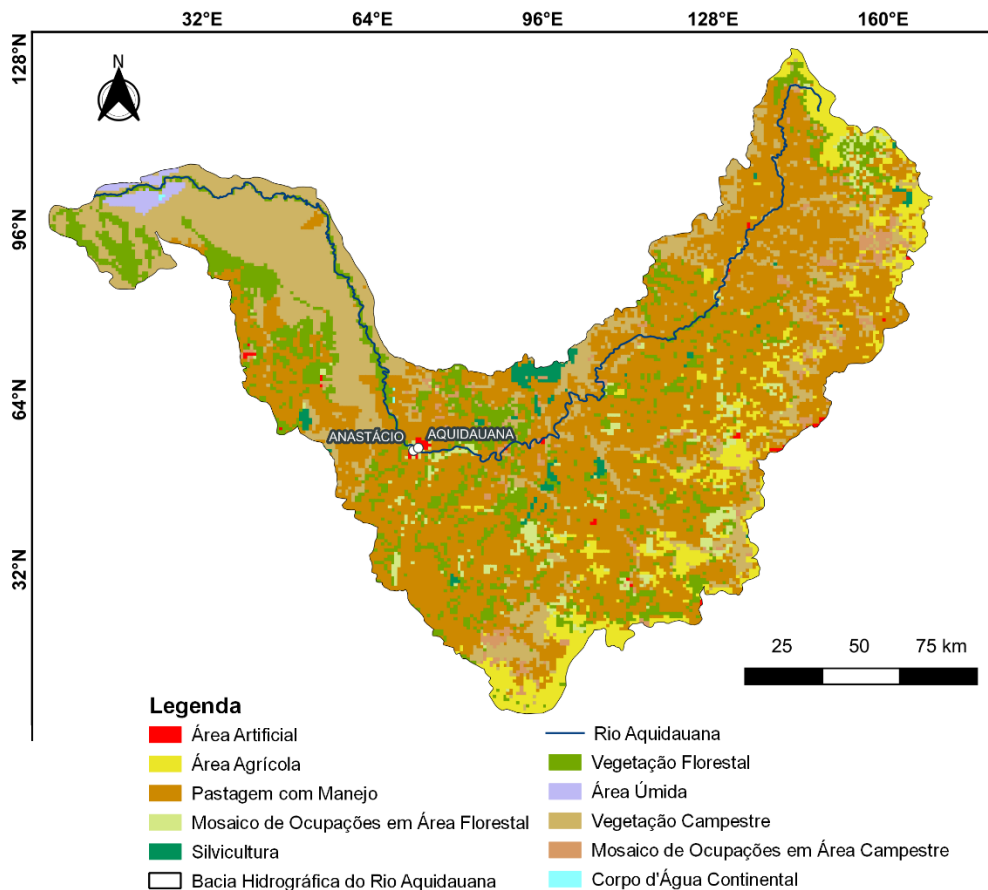 32°E 64°E 96°E 128°E 160°E
128°N
N
96°N
64°N
ANASTÁCIO
AQUIDAUANA
32°N
25 50 75 km
Legenda
Área Artificial
Área Agrícola
Pastagem com Manejo
Mosaico de Ocupações em Área Florestal
Silvicultura
Bacia Hidrográfica do Rio Aquidauana
Rio Aquidauana
Vegetação Florestal
Área Úmida
Vegetação Campestre
Mosaico de Ocupações em Área Campestre
Corpo d'Água Continental